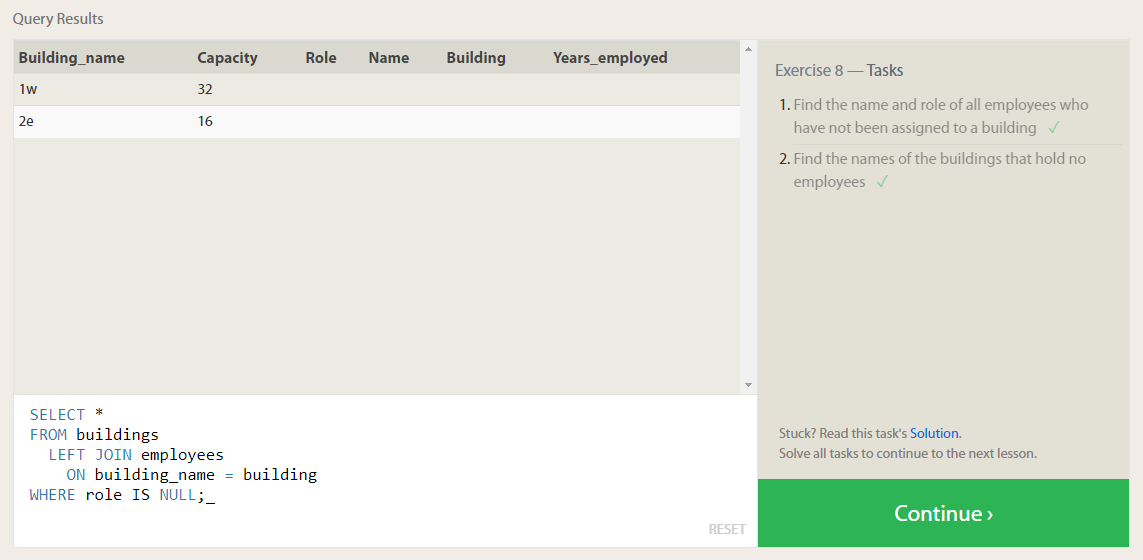 Query Results
Building_name Capacity Role Name Building Years_employed
1w 32
2e 16
SELECT *
FROM buildings
LEFT JOIN employees
ON building_name = building
WHERE role IS NULL;_
RESET
Exercise 8 — Tasks
1. Find the name and role of all employees who
have not been assigned to a building ✓
2. Find the names of the buildings that hold no
employees ✓
Stuck? Read this task's Solution.
Solve all tasks to continue to the next lesson.
Continue ›